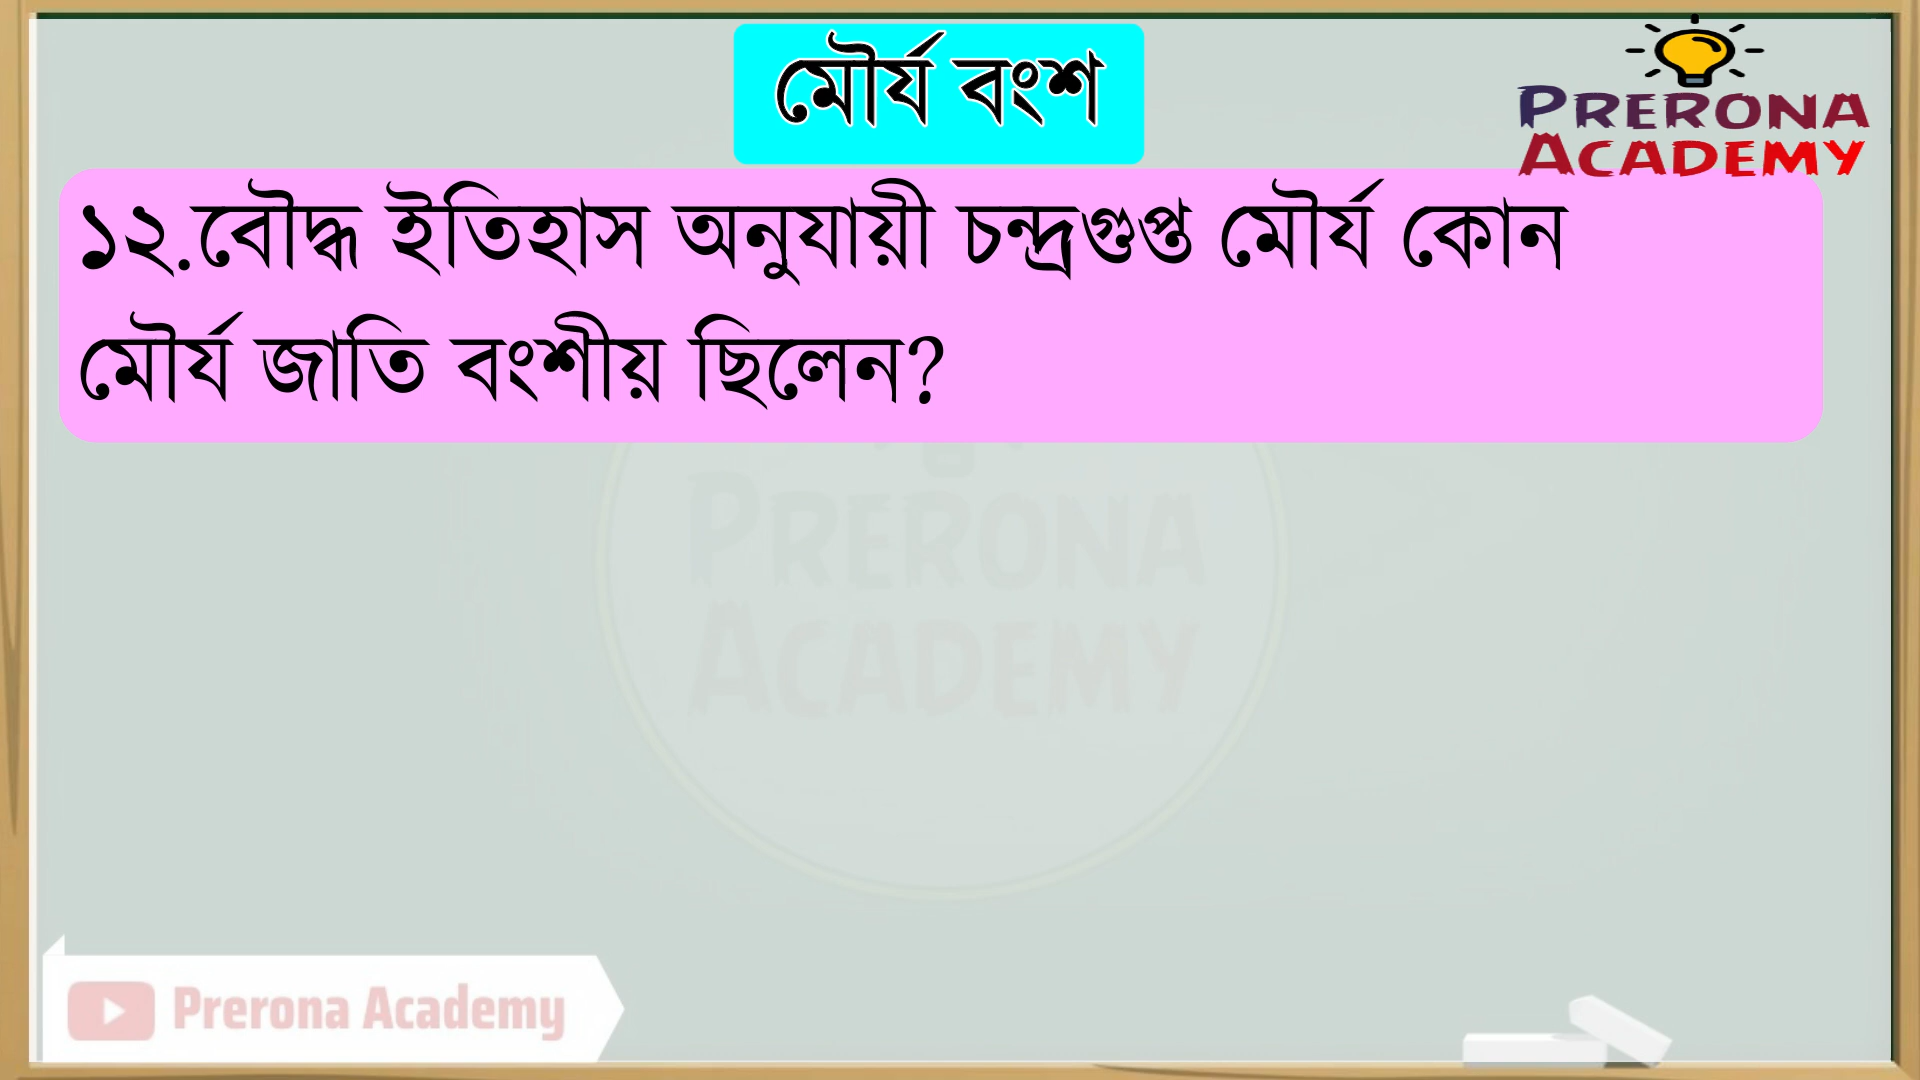 মৌর্য বংশ
PRERONA
ACADEMY
১২.বৌদ্ধ ইতিহাস অনুযায়ী চন্দ্রগুপ্ত মৌর্য কোন
মৌর্য জাতি বংশীয় ছিলেন?
PRERONA
ACADEMY
Prerona Academy